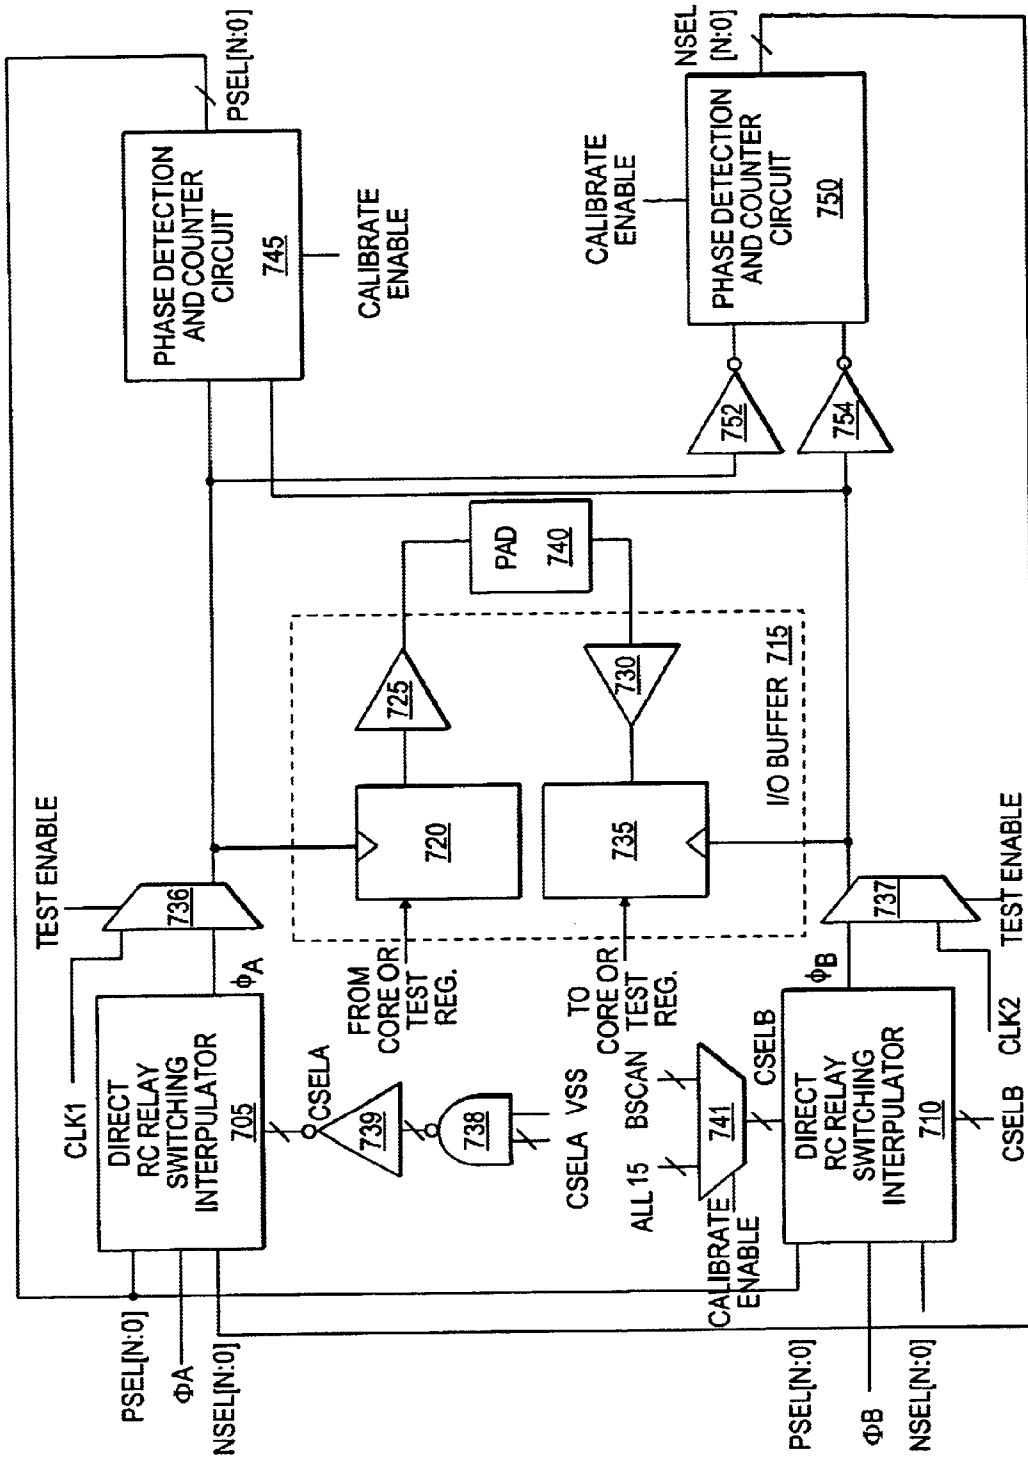 PSEL[N:0]
ΦA
NSEL[N:0]
DIRECT
RC RELAY
SWITCHING
INTERPULATOR
705
CLK1
ϕA
TEST ENABLE
736
PHASE DETECTION
AND COUNTER
CIRCUIT
745
PSEL[N:0]
CALIBRATE
ENABLE
CSELA
739
738
CSELA
VSS
FROM
CORE OR
TEST
REG.
720
725
PAD
740
730
735
I/O BUFFER 715
TO
CORE OR
TEST
REG.
ALL15
BSCAN
741
CALIBRATE
ENABLE
CSELB
PSEL[N:0]
ΦB
NSEL[N:0]
DIRECT
RC RELAY
SWITCHING
INTERPULATOR
710
CSELB
CLK2
ϕB
737
TEST ENABLE
752
754
CALIBRATE
ENABLE
PHASE DETECTION
AND COUNTER
CIRCUIT
750
NSEL
[N:0]